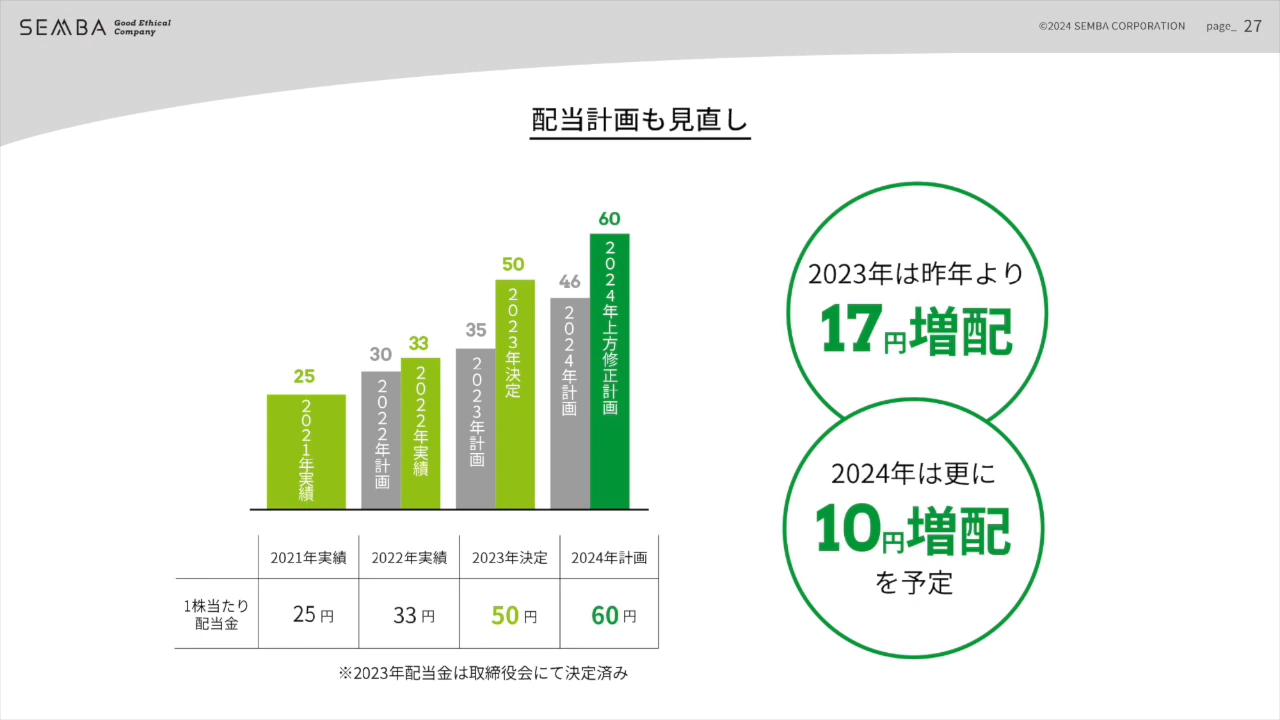 SEMBA Good Ethical
Company
©2024 SEMBA CORPORATION page_ 27
配当計画も見直し
25
2021年実績
30
2022年計画
33
2022年実績
35
2023年計画
50
2023年決定
46
2024年計画
60
2024年上方修正計画
2021年実績 2022年実績 2023年決定 2024年計画
1株当たり
配当金
25 円 33 円 50 円 60 円
※2023年配当金は取締役会にて決定済み
2023年は昨年より
17円増配
2024年は更に
10円増配
を予定